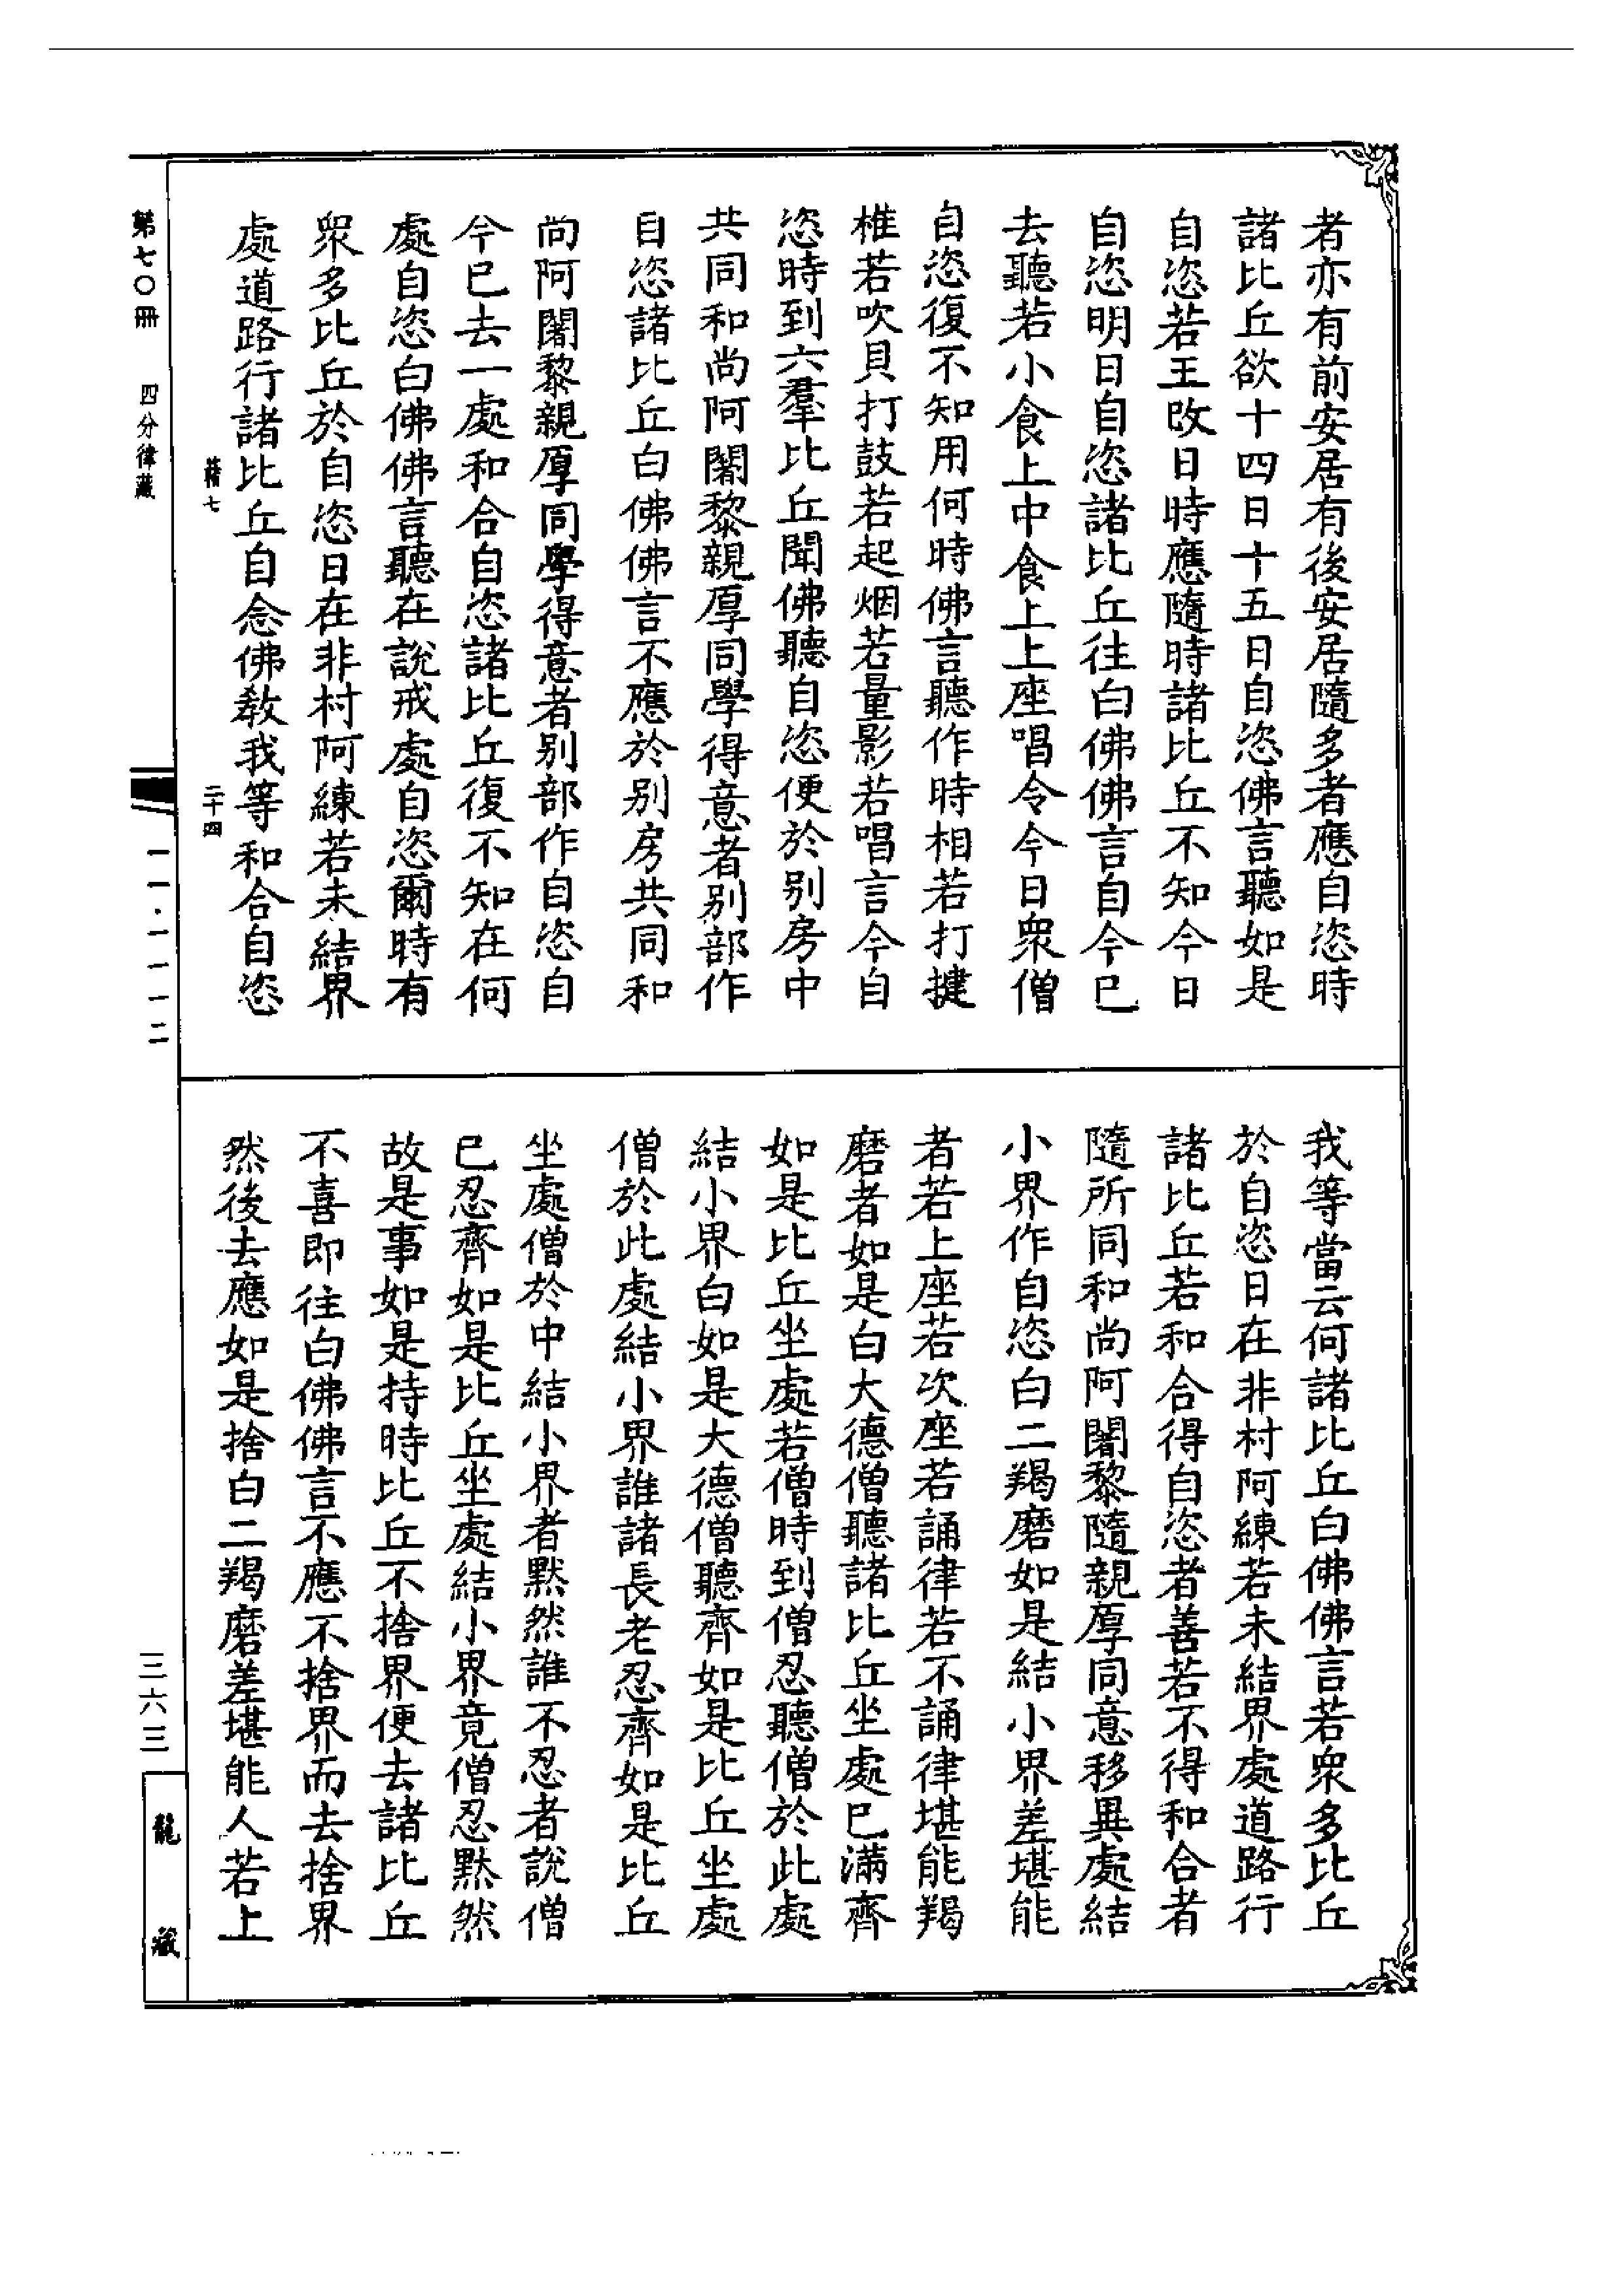 者亦有前安居有後安居隨多者應自恣時
諸比丘欲十四日十五日自恣佛言聽如是
自恣若王改日時應隨時諸比丘不知今日
自恣明日自恣諸比丘往白佛佛言自今已
去聽若小食上中食上上座唱令今日眾僧
自恣復不知用何時佛言聽作時相若打揵
椎若吹貝打鼓若起烟若量影若唱言今自
恣時到六羣比丘聞佛聽自恣便於別房中
共同和尚阿闍黎親厚同學得意者別部作
自恣諸比丘白佛佛言不應於別房共同和
尚阿闍黎親厚同學得意者別部作自恣自
今已去一處和合自恣諸比丘復不知在何
處自恣白佛佛言聽在說戒處自恣爾時有
眾多比丘於自恣日在非村阿練若未結界
處道路行諸比丘自念佛教我等和合自恣
我等當云何諸比丘白佛佛言若眾多比丘
於自恣日在非村阿練若未結界處道路行
諸比丘若和合得自恣者善若不得和合者
隨所同和尚阿闍黎隨親厚同意移異處結
小界作自恣白二羯磨如是結小界差堪能
者若上座若次座若誦律若不誦律堪能羯
磨者如是白大德僧聽諸比丘坐處已滿齊
如是比丘坐處若僧時到僧忍聽僧於此處
結小界白如是大德僧聽齊如是比丘坐處
僧於此處結小界誰諸長老忍齊如是比丘
坐處僧於中結小界者默然誰不忍者說僧
已忍齊如是比丘坐處結小界竟僧忍默然
故是事如是持時比丘不捨界便去諸比丘
不喜即往白佛佛言不應不捨界而去捨界
然後去應如是捨白二羯磨差堪能人若上
籍七
二十四
第七〇冊
四分律藏
一一·一一一二
三六三
龍藏